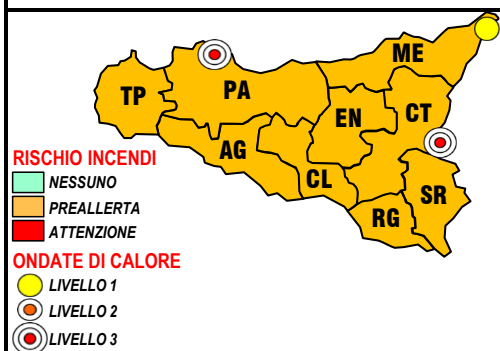 ME
TP
PA
EN
CT
AG
CL
SR
RG
RISCHIO INCENDI
NESSUNO
PREALLERTA
ATTENZIONE
ONDATE DI CALORE
LIVELLO 1
LIVELLO 2
LIVELLO 3